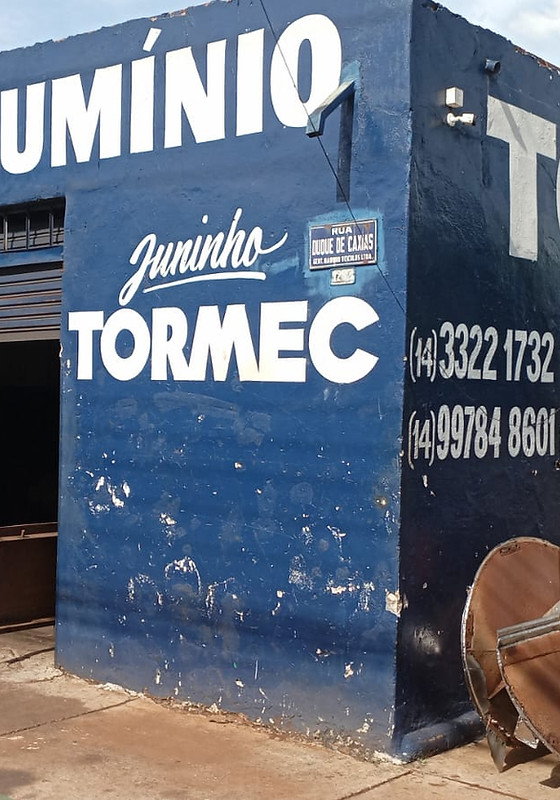 UMÍNIO
Juninho
TORMEC
RUA
DUQUE DE CAXIAS
T
(14) 3322 1732
(14) 99784 8601